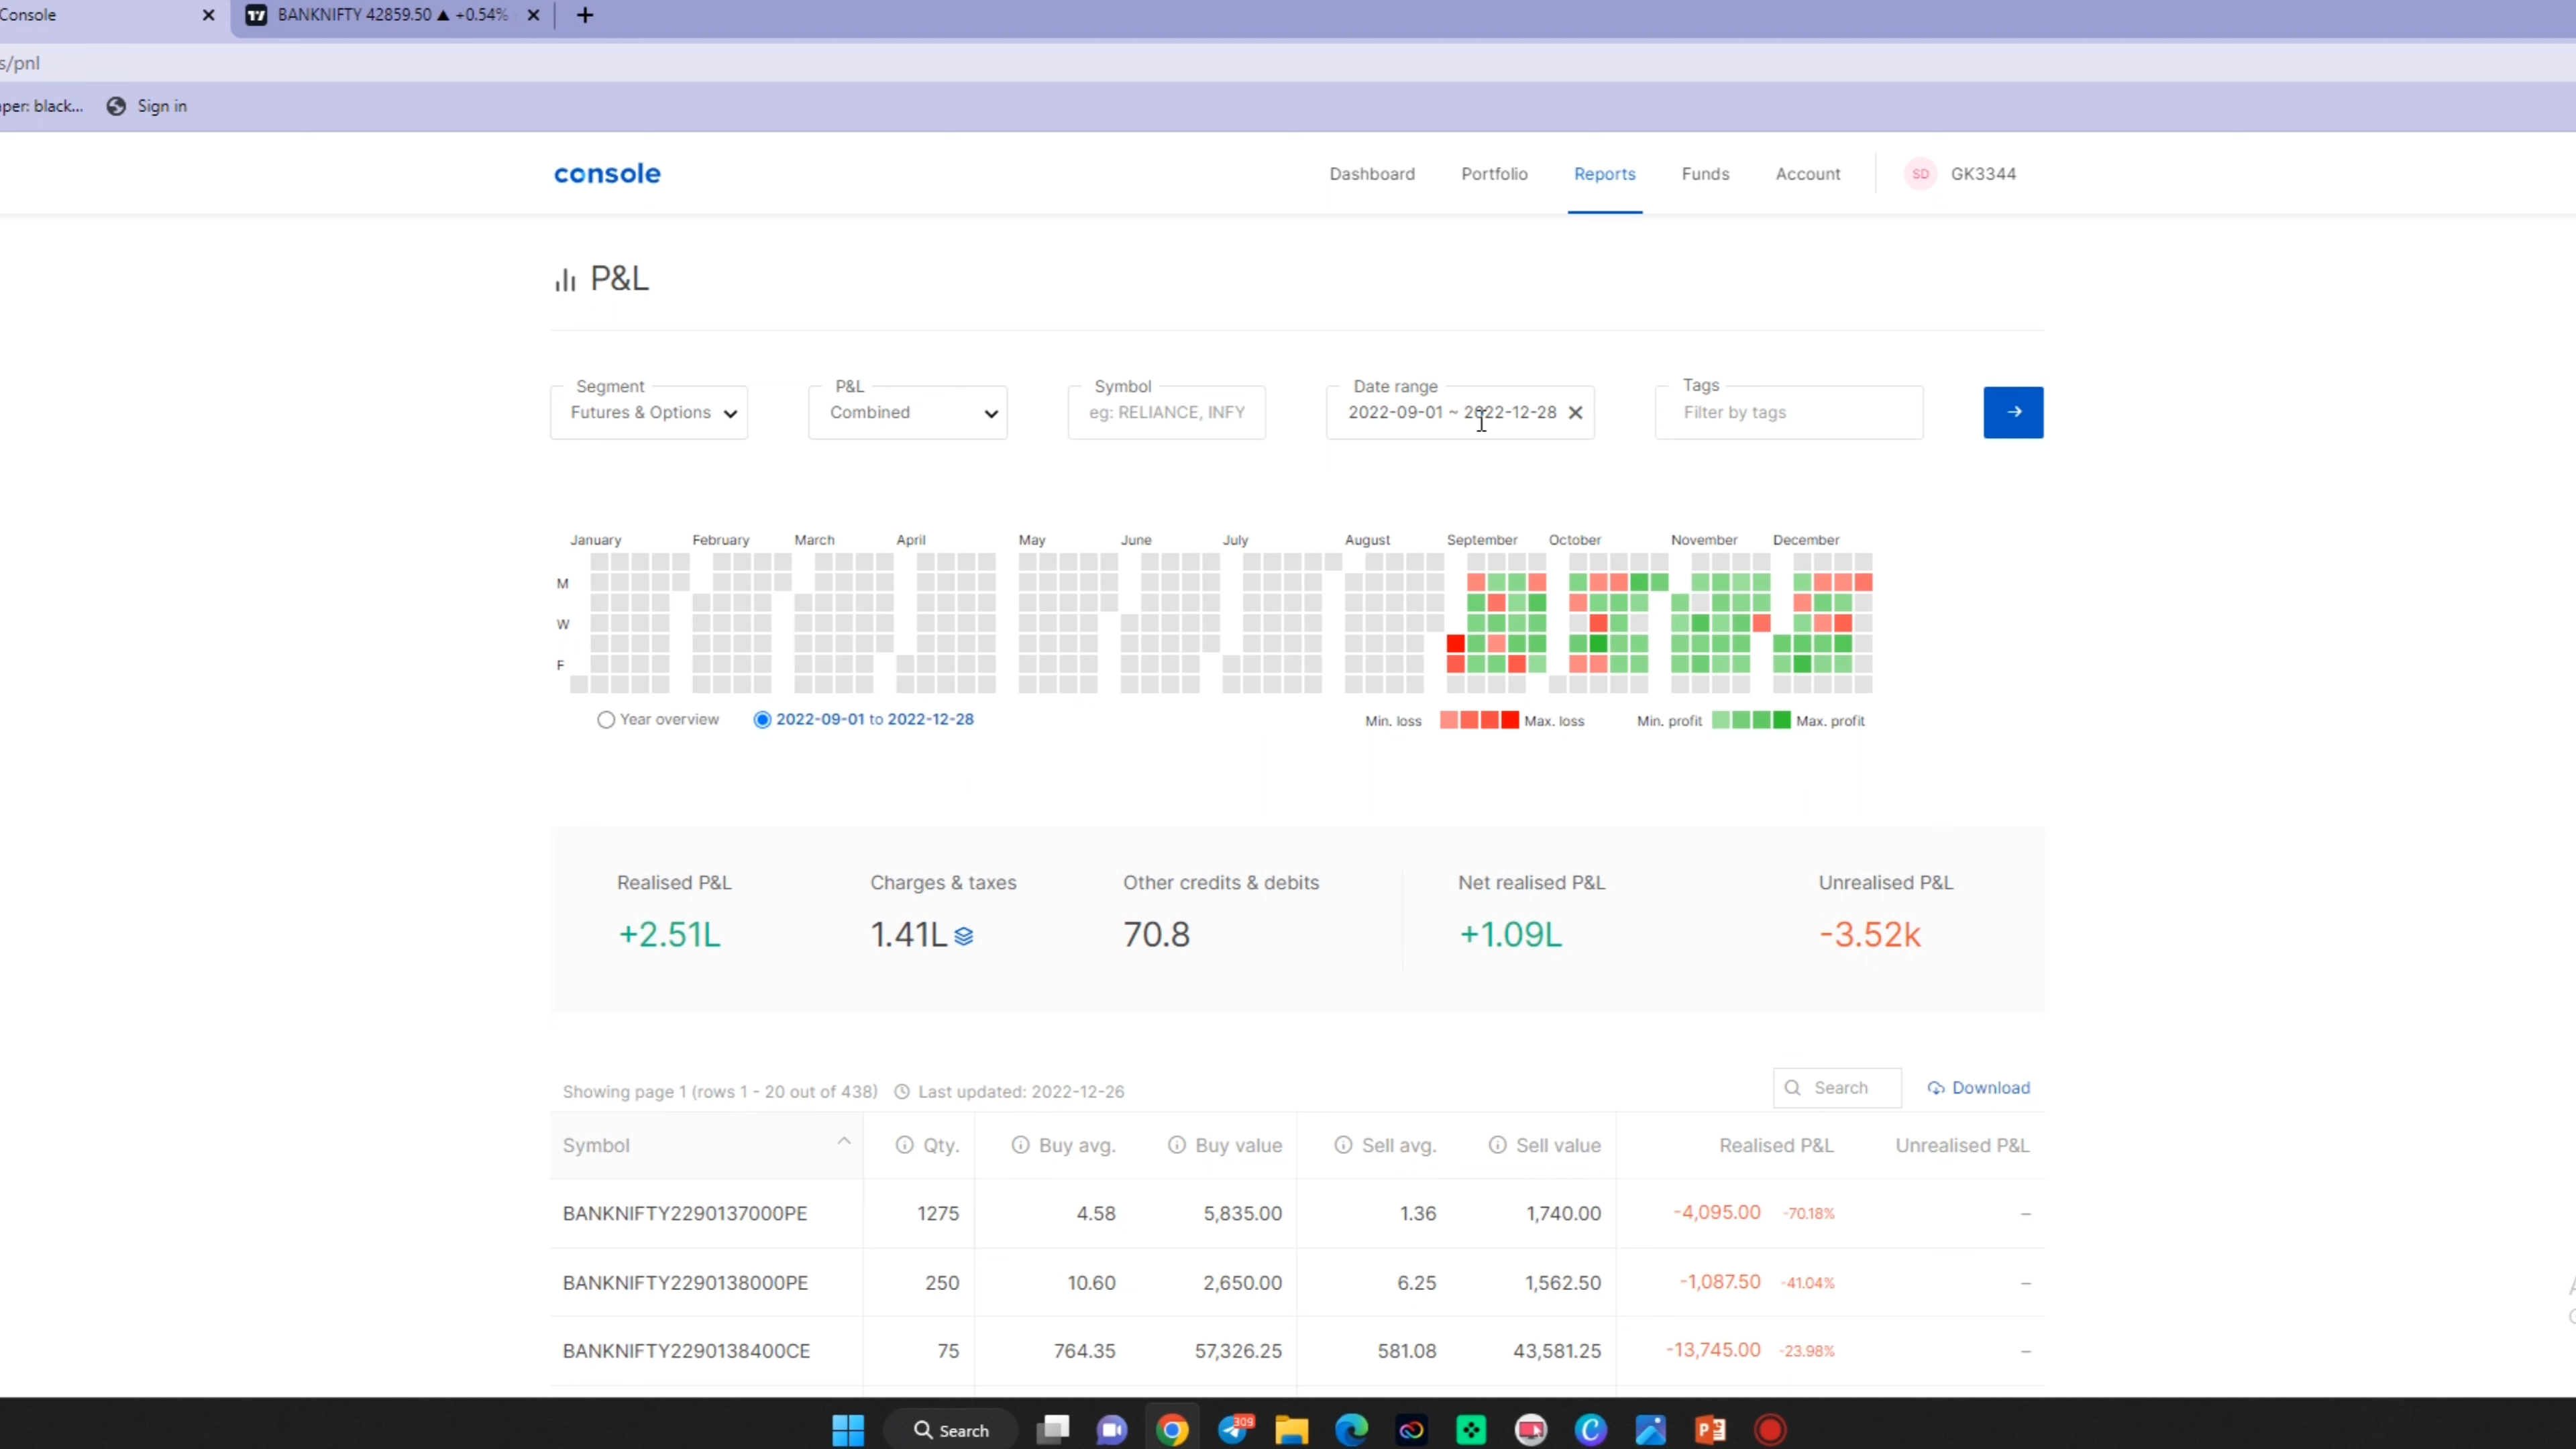 Console
BANKNIFTY 42859.50 ▲ +0.54%
s/pnl
per: black... Sign in
console
Dashboard Portfolio Reports Funds Account SD GK3344
P&L
Segment P&L Symbol Date range Tags
Futures & Options Combined eg: RELIANCE, INFY 2022-09-01 ~ 2022-12-28 Filter by tags
January February March April May June July August September October November December
M
W
F
Year overview 2022-09-01 to 2022-12-28 Min. loss Max. loss Min. profit Max. profit
Realised P&L Charges & taxes Other credits & debits Net realised P&L Unrealised P&L
+2.51L 1.41L 70.8 +1.09L -3.52k
Showing page 1 (rows 1 - 20 out of 438) Last updated: 2022-12-26 Search Download
Symbol Qty. Buy avg. Buy value Sell avg. Sell value Realised P&L Unrealised P&L
BANKNIFTY2290137000PE 1275 4.58 5,835.00 1.36 1,740.00 -4,095.00 -70.18% –
BANKNIFTY2290138000PE 250 10.60 2,650.00 6.25 1,562.50 -1,087.50 -41.04% –
BANKNIFTY2290138400CE 75 764.35 57,326.25 581.08 43,581.25 -13,745.00 -23.98% –
Search 309